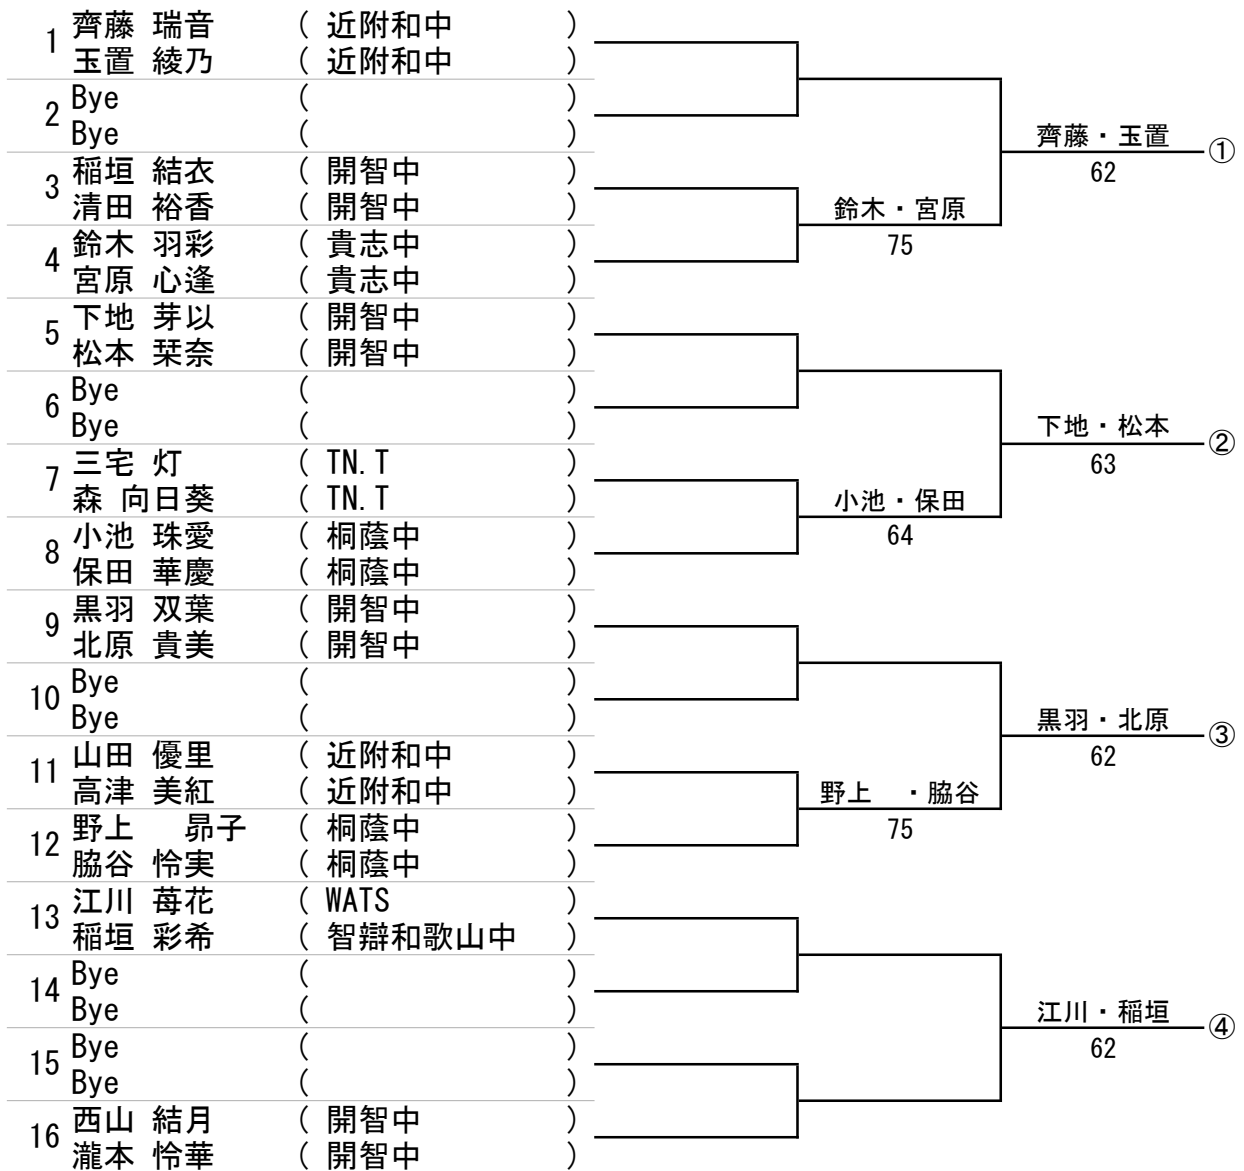 1 齊藤 瑞音 ( 近附和中 )
玉置 綾乃 ( 近附和中 )
2 Bye ( )
Bye ( )
齊藤・玉置 ①
62
3 稲垣 結衣 ( 開智中 )
清田 裕香 ( 開智中 )
鈴木・宮原
75
4 鈴木 羽彩 ( 貴志中 )
宮原 心逢 ( 貴志中 )
5 下地 芽以 ( 開智中 )
松本 栞奈 ( 開智中 )
6 Bye ( )
Bye ( )
下地・松本 ②
63
7 三宅 灯 ( TN.T )
森 向日葵 ( TN.T )
小池・保田
64
8 小池 珠愛 ( 桐蔭中 )
保田 華慶 ( 桐蔭中 )
9 黒羽 双葉 ( 開智中 )
北原 貴美 ( 開智中 )
10 Bye ( )
Bye ( )
黒羽・北原 ③
62
11 山田 優里 ( 近附和中 )
高津 美紅 ( 近附和中 )
野上 ・脇谷
75
12 野上 昴子 ( 桐蔭中 )
脇谷 怜実 ( 桐蔭中 )
13 江川 苺花 ( WATS )
稲垣 彩希 ( 智辯和歌山中 )
14 Bye ( )
Bye ( )
江川・稲垣 ④
62
15 Bye ( )
Bye ( )
16 西山 結月 ( 開智中 )
瀧本 怜華 ( 開智中 )